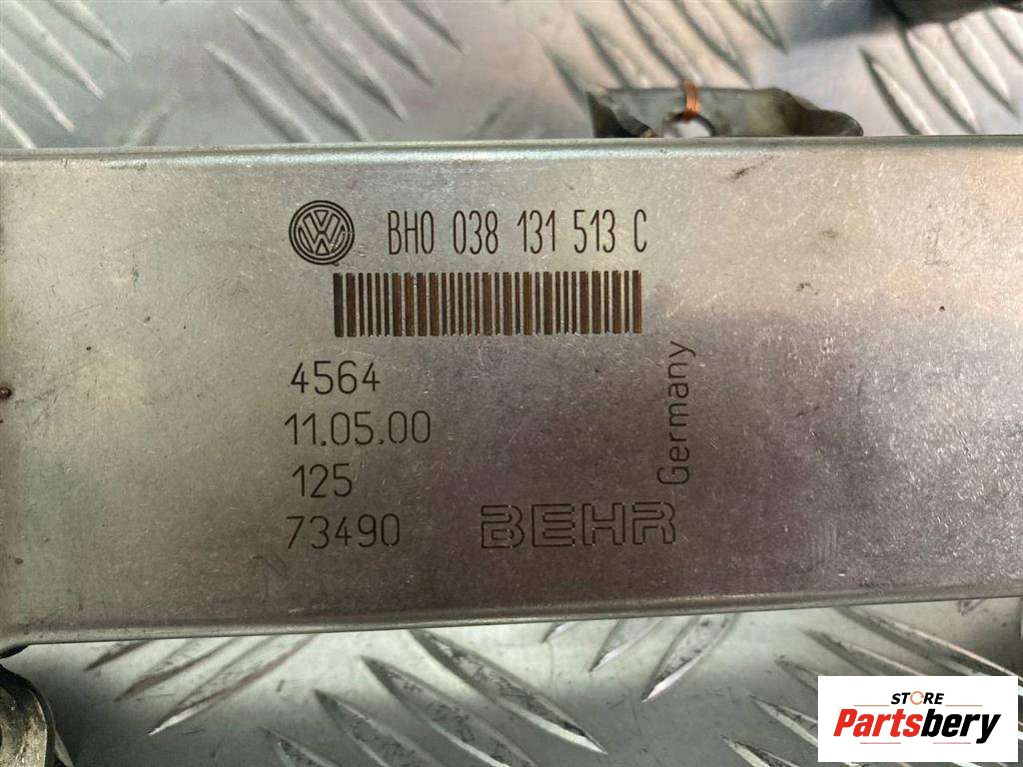 BH0 038 131 513 C
4564
11.05.00
125
73490
BEHR
Germany
STORE
Partsbery